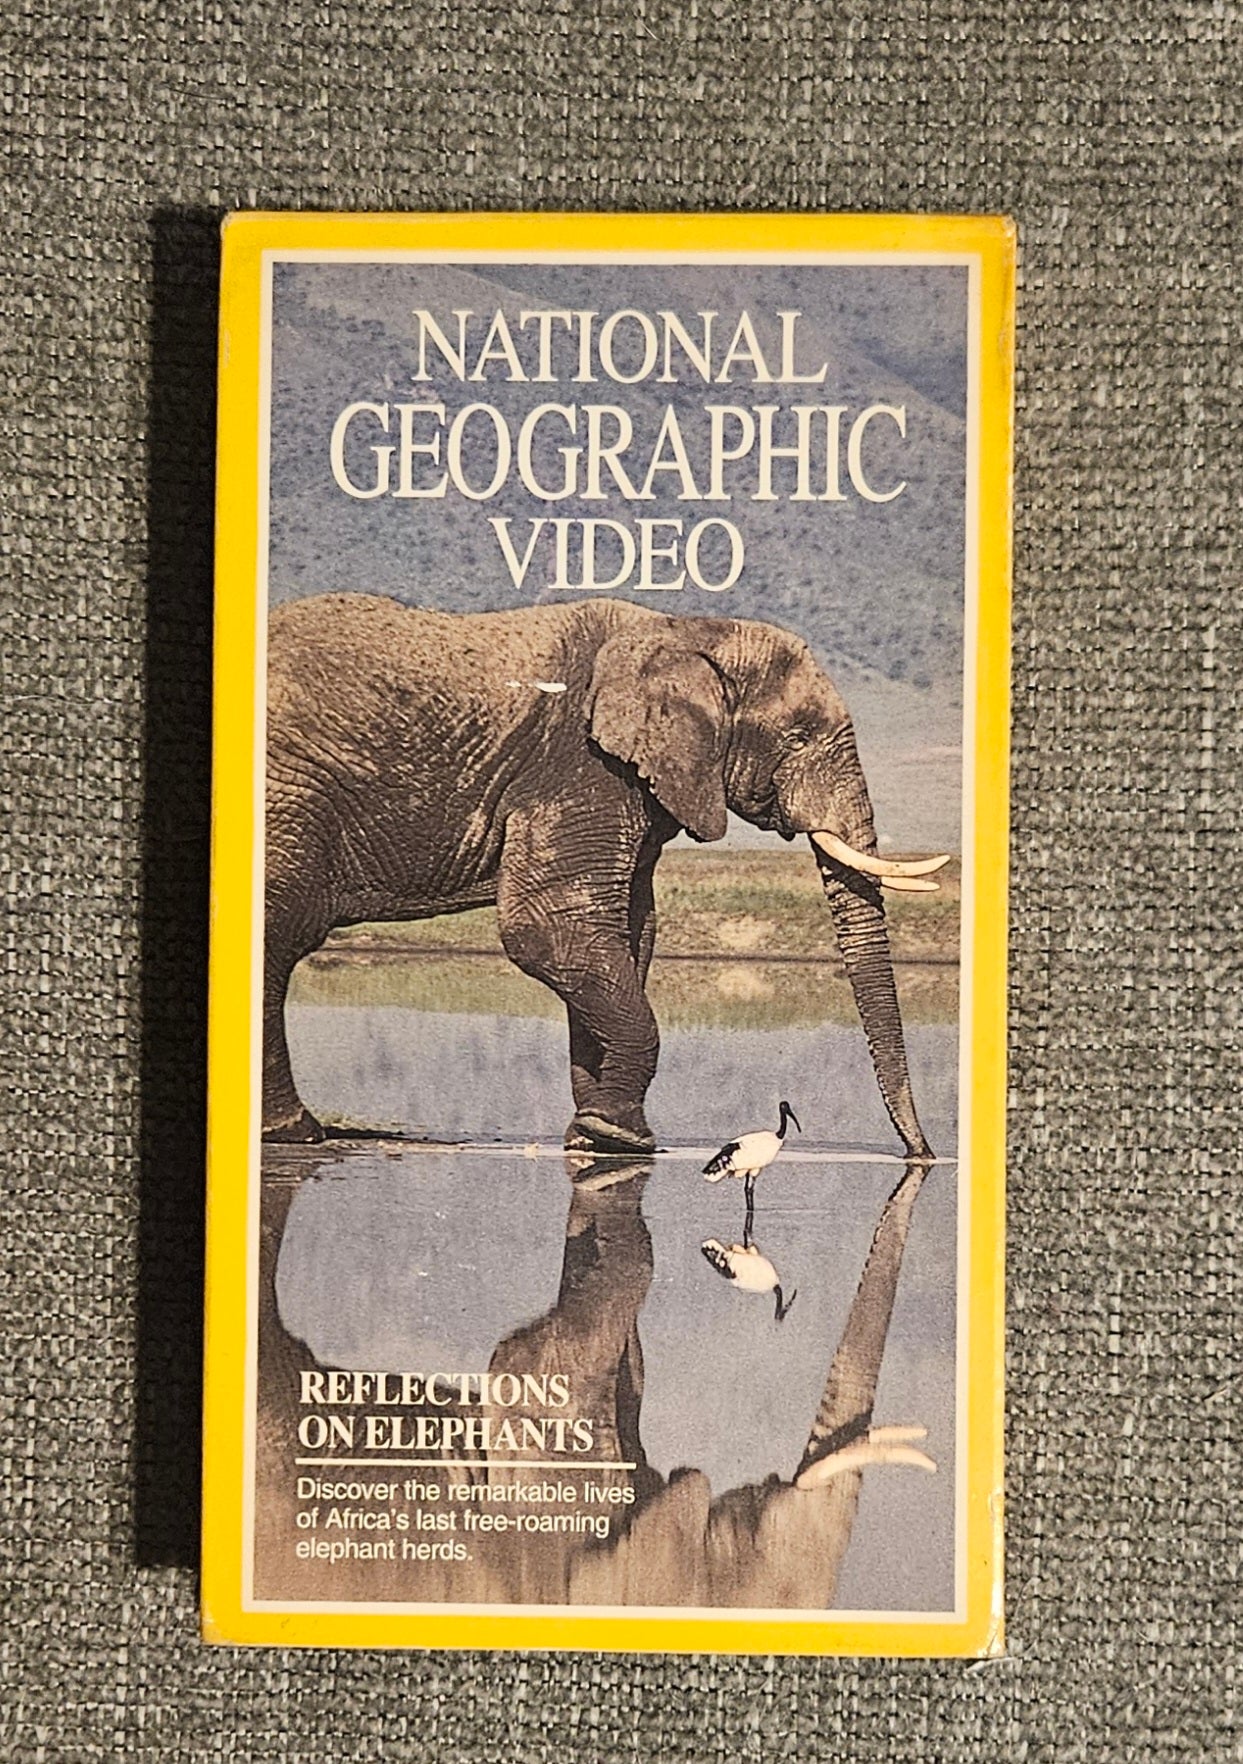 NATIONAL
GEOGRAPHIC
VIDEO
REFLECTIONS
ON ELEPHANTS
Discover the remarkable lives
of Africa's last free-roaming
elephant herds.